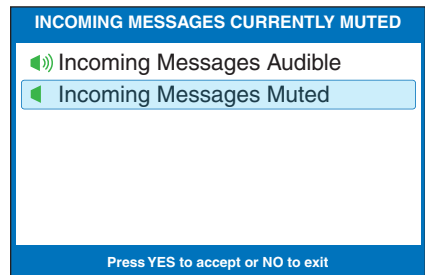 INCOMING MESSAGES CURRENTLY MUTED
Incoming Messages Audible
Incoming Messages Muted
Press YES to accept or NO to exit